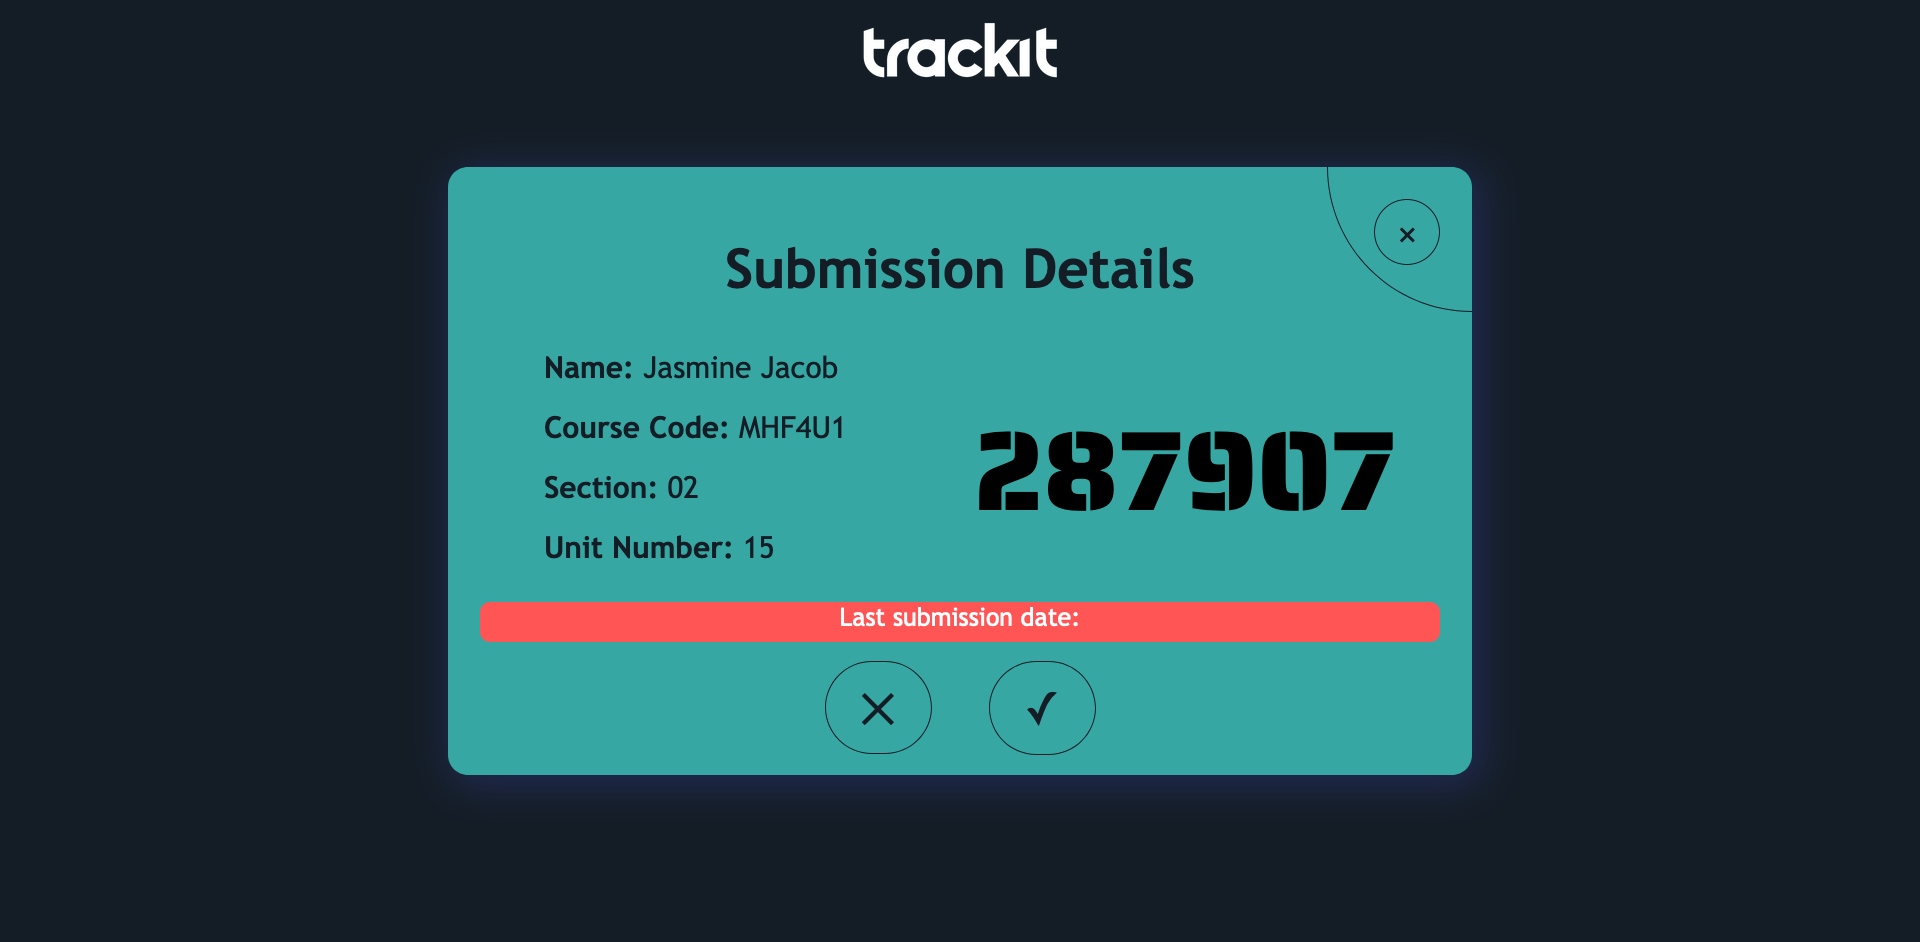 trackit
Submission Details
Name: Jasmine Jacob
Course Code: MHF4U1
Section: 02
Unit Number: 15
287907
Last submission date: